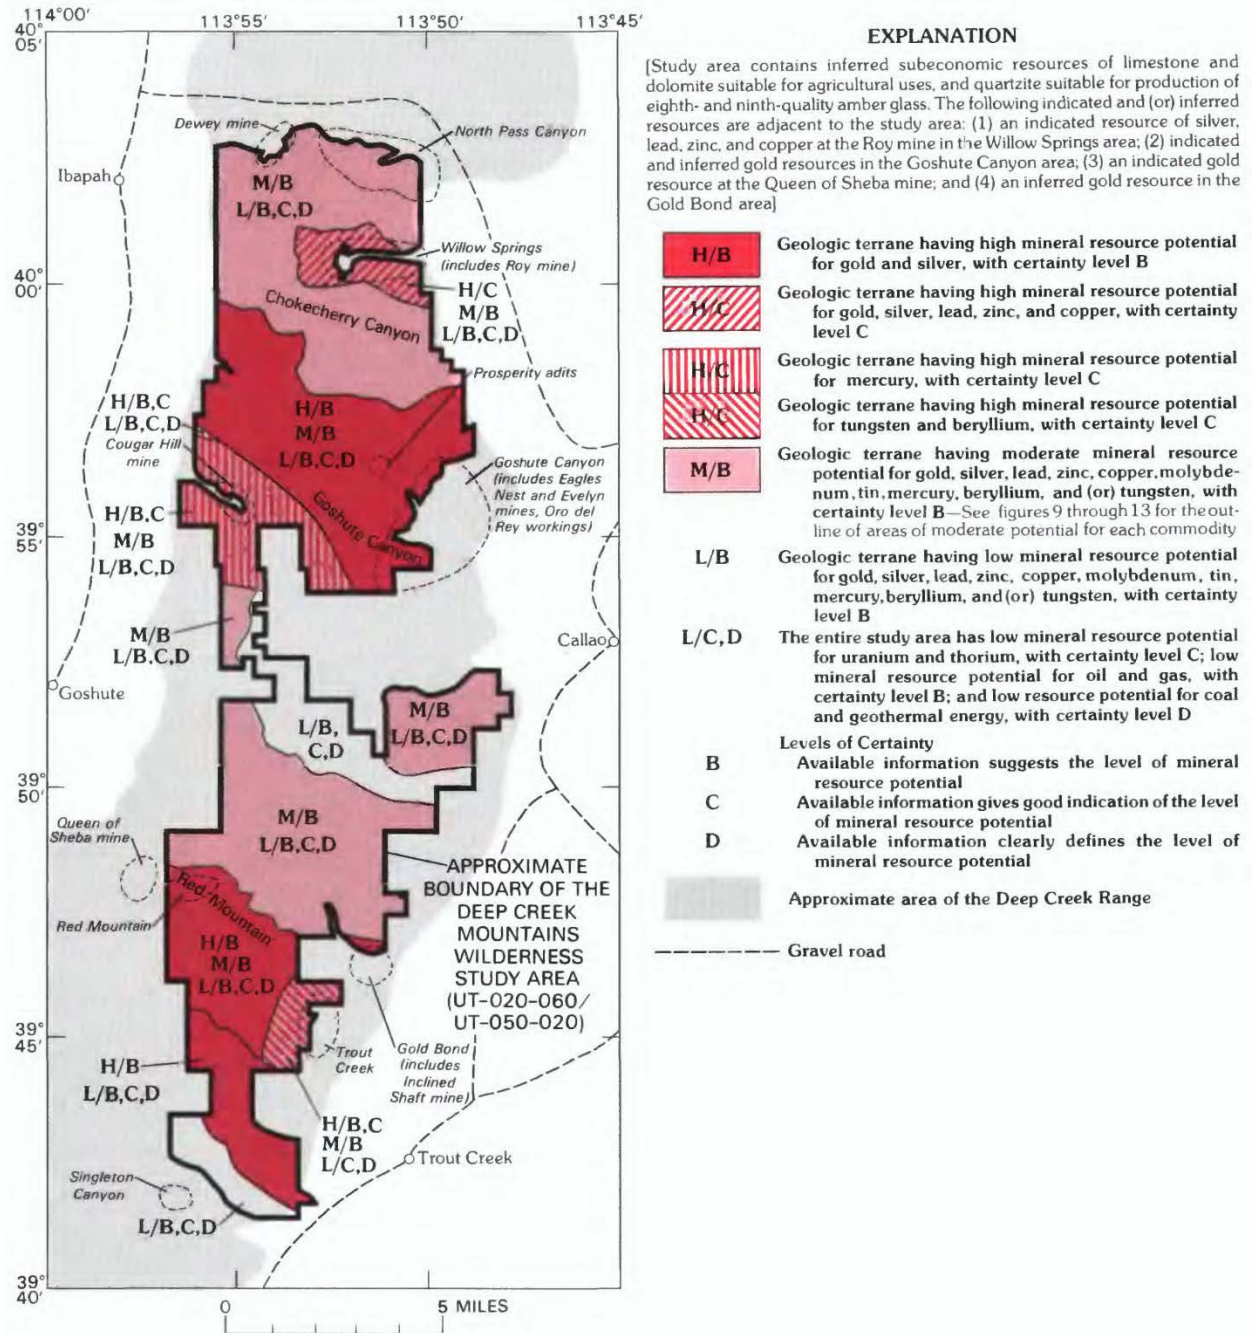 114°00'
113°55'
113°50'
113°45'
40°
05'
Dewey mine
North Pass Canyon
Ibapah
M/B
L/B,C,D
Willow Springs
(includes Roy mine)
40°
00'
H/C
M/B
L/B,C,D
Chokecherry Canyon
Prosperity adits
H/B,C
L/B,C,D
Cougar Hill
mine
H/B
M/B
L/B,C,D
Goshute Canyon
(includes Eagles
Nest and Evelyn
mines, Oro del
Rey workings)
H/B,C
M/B
L/B,C,D
Goshute Canyon
39°
55'
M/B
L/B,C,D
Callao
Goshute
L/B,
C,D
M/B
L/B,C,D
39°
50'
Queen of
Sheba mine
M/B
L/B,C,D
APPROXIMATE
BOUNDARY OF THE
DEEP CREEK
MOUNTAINS
WILDERNESS
STUDY AREA
(UT-020-060/
UT-050-020)
Red Mountain
Red Mountain
H/B
M/B
L/B,C,D
39°
45'
H/B
L/B,C,D
Trout
Creek
Gold Bond
(includes
Inclined
Shaft mine)
H/B,C
M/B
L/C,D
Trout Creek
Singleton
Canyon
L/B,C,D
39°
40'
0
5 MILES
EXPLANATION
[Study area contains inferred subeconomic resources of limestone and
dolomite suitable for agricultural uses, and quartzite suitable for production of
eighth- and ninth-quality amber glass. The following indicated and (or) inferred
resources are adjacent to the study area: (1) an indicated resource of silver,
lead, zinc, and copper at the Roy mine in the Willow Springs area; (2) indicated
and inferred gold resources in the Goshute Canyon area; (3) an indicated gold
resource at the Queen of Sheba mine; and (4) an inferred gold resource in the
Gold Bond area]
H/B Geologic terrane having high mineral resource potential
for gold and silver, with certainty level B
H/C Geologic terrane having high mineral resource potential
for gold, silver, lead, zinc, and copper, with certainty
level C
H/C Geologic terrane having high mineral resource potential
for mercury, with certainty level C
H/C Geologic terrane having high mineral resource potential
for tungsten and beryllium, with certainty level C
M/B Geologic terrane having moderate mineral resource
potential for gold, silver, lead, zinc, copper, molybde-
num, tin, mercury, beryllium, and (or) tungsten, with
certainty level B—See figures 9 through 13 for the out-
line of areas of moderate potential for each commodity
L/B Geologic terrane having low mineral resource potential
for gold, silver, lead, zinc, copper, molybdenum, tin,
mercury, beryllium, and (or) tungsten, with certainty
level B
L/C,D The entire study area has low mineral resource potential
for uranium and thorium, with certainty level C; low
mineral resource potential for oil and gas, with
certainty level B; and low resource potential for coal
and geothermal energy, with certainty level D
Levels of Certainty
B Available information suggests the level of mineral
resource potential
C Available information gives good indication of the level
of mineral resource potential
D Available information clearly defines the level of
mineral resource potential
Approximate area of the Deep Creek Range
Gravel road